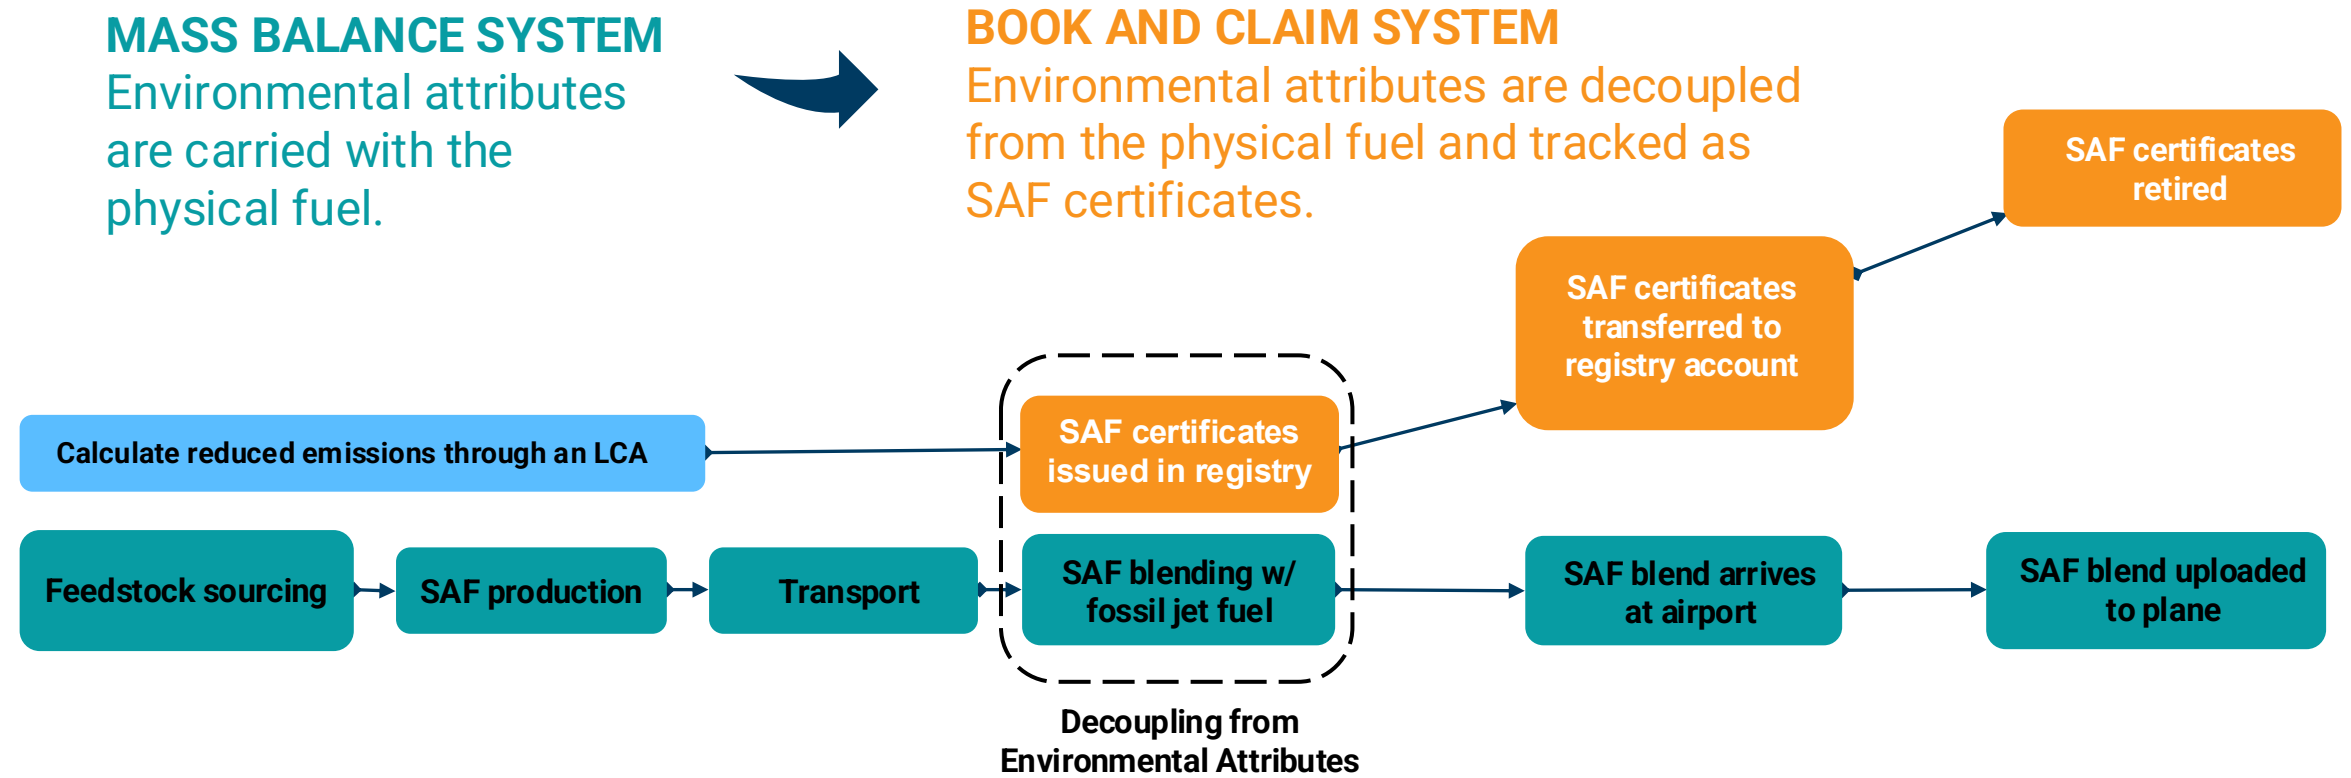 MASS BALANCE SYSTEM
Environmental attributes
are carried with the
physical fuel.
BOOK AND CLAIM SYSTEM
Environmental attributes are decoupled
from the physical fuel and tracked as
SAF certificates.
SAF certificates
retired
SAF certificates
transferred to
registry account
SAF certificates
issued in registry
Calculate reduced emissions through an LCA
Feedstock sourcing
SAF production
Transport
SAF blending w/
fossil jet fuel
SAF blend arrives
at airport
SAF blend uploaded
to plane
Decoupling from
Environmental Attributes